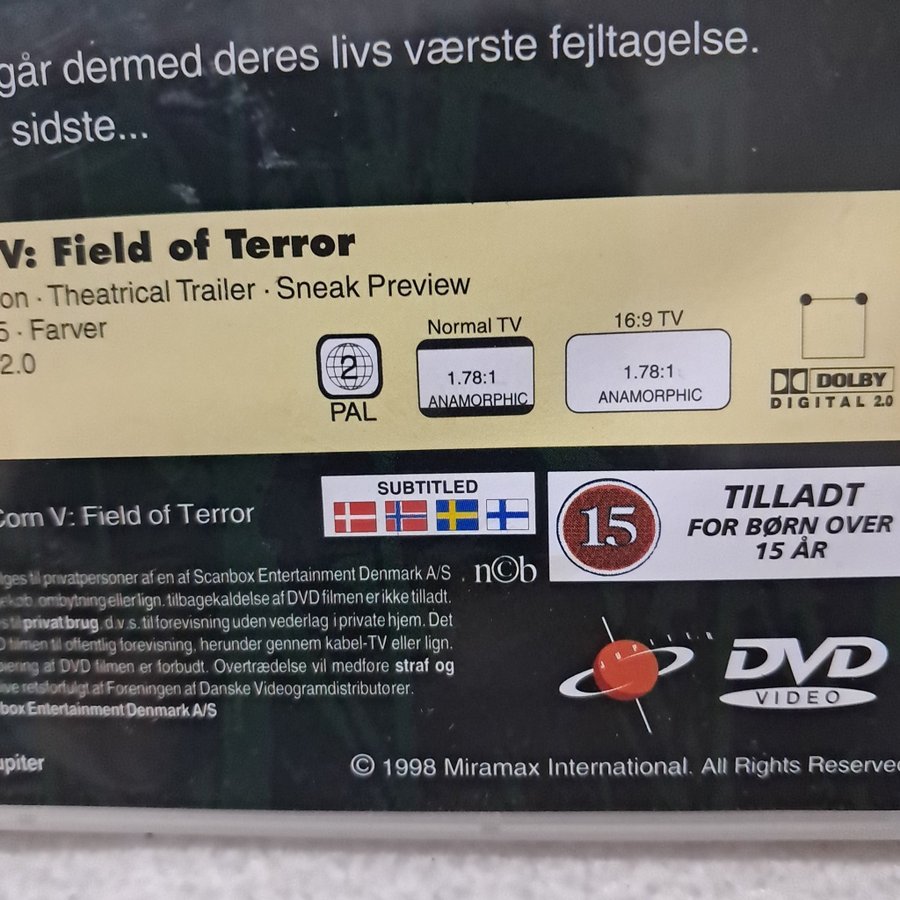 går dermed deres livs værste fejltagelse.
sidste...
V: Field of Terror
on · Theatrical Trailer · Sneak Preview
5 · Farver
2.0
2
PAL
Normal TV
1.78:1
ANAMORPHIC
16:9 TV
1.78:1
ANAMORPHIC
DOLBY
DIGITAL 2.0
Corn V: Field of Terror
SUBTITLED
15
TILLADT
FOR BØRN OVER
15 ÅR
lges til privatpersoner af en af Scanbox Entertainment Denmark A/S
ombytning eller lign. tilbagekaldelse af DVD filmen er ikke tilladt.
til privat brug, d.v.s. til forevisning uden vederlag i private hjem. Det
filmen til offentlig forevisning, herunder gennem kabel-TV eller lign.
iering af DVD filmen er forbudt. Overtrædelse vil medføre straf og
ive retsforfulgt af Foreningen af Danske Videogramdistributører.
box Entertainment Denmark A/S
n©b
JUPITER
DVD
VIDEO
upiter
© 1998 Miramax International. All Rights Reserve